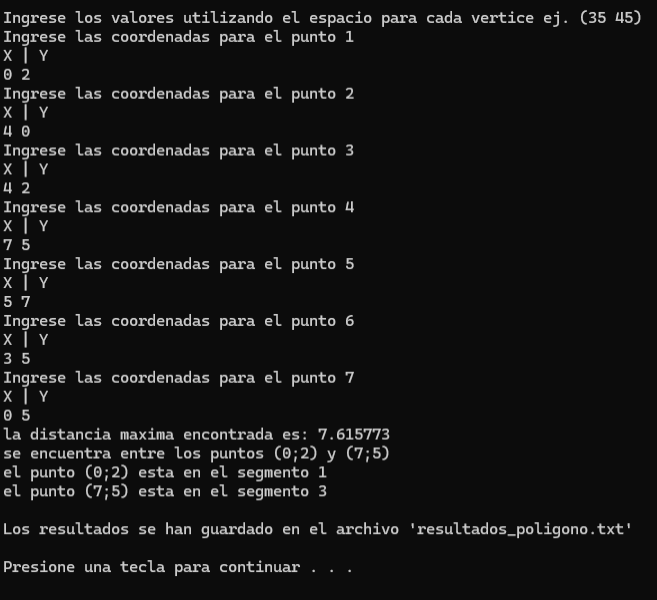 Ingrese los valores utilizando el espacio para cada vertice ej. (35 45)
Ingrese las coordenadas para el punto 1
X | Y
0 2
Ingrese las coordenadas para el punto 2
X | Y
4 0
Ingrese las coordenadas para el punto 3
X | Y
4 2
Ingrese las coordenadas para el punto 4
X | Y
7 5
Ingrese las coordenadas para el punto 5
X | Y
5 7
Ingrese las coordenadas para el punto 6
X | Y
3 5
Ingrese las coordenadas para el punto 7
X | Y
0 5
la distancia maxima encontrada es: 7.615773
se encuentra entre los puntos (0;2) y (7;5)
el punto (0;2) esta en el segmento 1
el punto (7;5) esta en el segmento 3
Los resultados se han guardado en el archivo 'resultados_poligono.txt'
Presione una tecla para continuar . . .